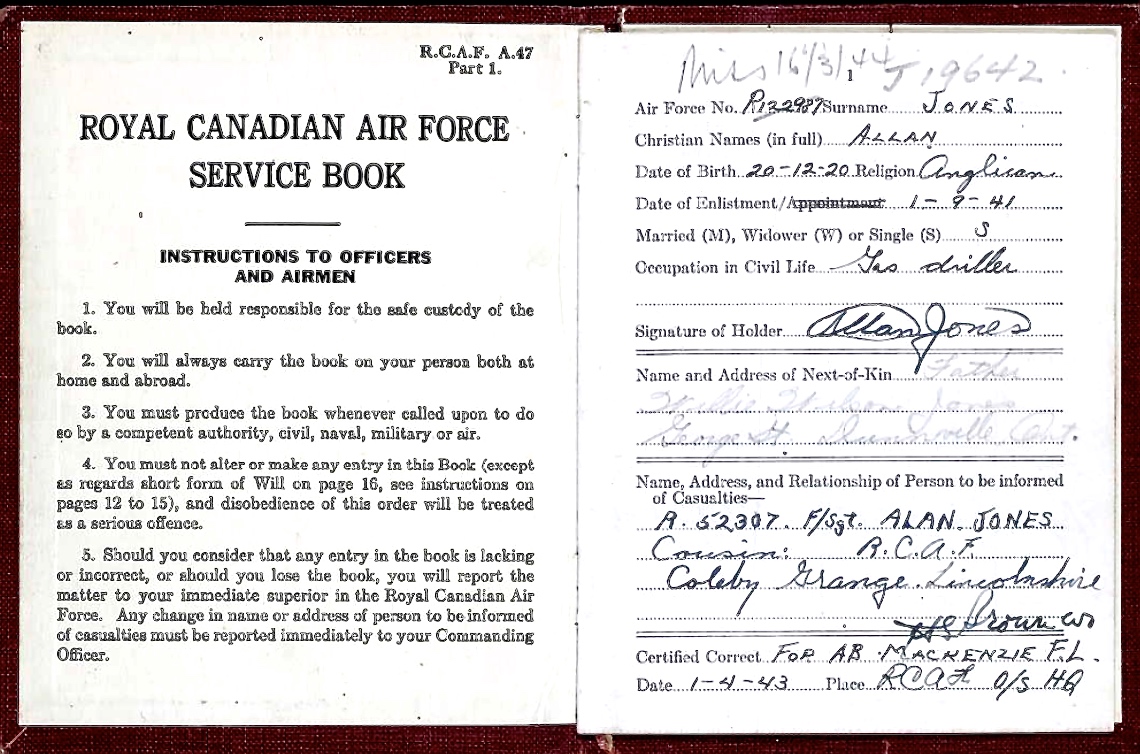 R.C.A.F. A.47
Part 1.
ROYAL CANADIAN AIR FORCE
SERVICE BOOK
INSTRUCTIONS TO OFFICERS
AND AIRMEN
1. You will be held responsible for the safe custody of the
book.
2. You will always carry the book on your person both at
home and abroad.
3. You must produce the book whenever called upon to do
so by a competent authority, civil, naval, military or air.
4. You must not alter or make any entry in this Book (except
as regards short form of Will on page 16, see instructions on
pages 12 to 15), and disobedience of this order will be treated
as a serious offence.
5. Should you consider that any entry in the book is lacking
or incorrect, or should you lose the book, you will report the
matter to your immediate superior in the Royal Canadian Air
Force. Any change in name or address of person to be informed
of casualties must be reported immediately to your Commanding
Officer.
Miss 16/3/44 J19642.
1
Air Force No. R132987 Surname JONES
Christian Names (in full) ALLAN
Date of Birth 20-12-20 Religion Anglican
Date of Enlistment/Appointment 1-9-41
Married (M), Widower (W) or Single (S) S
Occupation in Civil Life Gas driller
Signature of Holder Allan Jones
Name and Address of Next-of-Kin Father
Willie Wilson Jones
George St. Dunnville Ont.
Name, Address, and Relationship of Person to be informed
of Casualties—
R. 52307. F/Sgt. ALAN JONES
Cousin: R.C.A.F.
Coleby Grange. Lincolnshire
Brown WO
Certified Correct FOR AB MACKENZIE F.L.
Date 1-4-43 Place RCAF O/S HQ